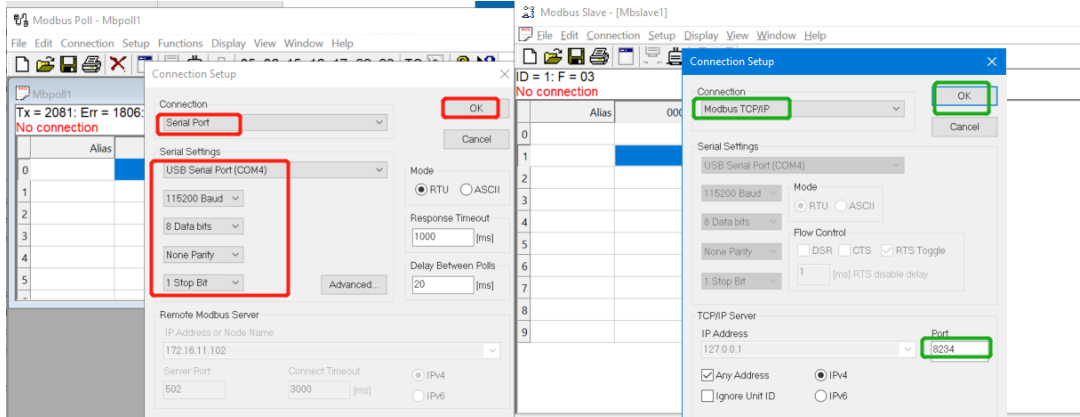 Modbus Poll - Mbpoll1
File Edit Connection Setup Functions Display View Window Help
Mbpoll1
Tx = 2081: Err = 1806:
No connection
Alias
0
1
2
3
4
5
Connection Setup
Connection
Serial Port
OK
Cancel
Serial Settings
USB Serial Port (COM4)
115200 Baud
8 Data bits
None Parity
1 Stop Bit
Advanced...
Mode
RTU ASCII
Response Timeout
1000 [ms]
Delay Between Polls
20 [ms]
Remote Modbus Server
IP Address or Node Name
172.16.11.102
Server Port Connect Timeout
502 3000 [ms]
IPv4
IPv6
Modbus Slave - [Mbslave1]
File Edit Connection Setup Display View Window Help
ID = 1: F = 03
No connection
Alias 000
0
1
2
3
4
5
6
7
8
9
Connection Setup
Connection
Modbus TCP/IP
OK
Cancel
Serial Settings
USB Serial Port (COM4)
115200 Baud
8 Data bits
None Parity
1 Stop Bit
Mode
RTU ASCII
Flow Control
DSR CTS RTS Toggle
1 [ms] RTS disable delay
TCP/IP Server
IP Address Port
127.0.0.1 8234
Any Address IPv4
Ignore Unit ID IPv6